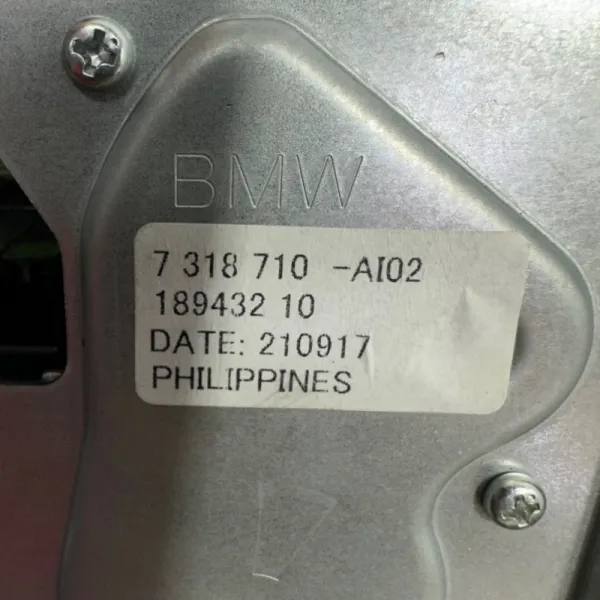 BMW
7 318 710 -AI02
189432 10
DATE: 210917
PHILIPPINES